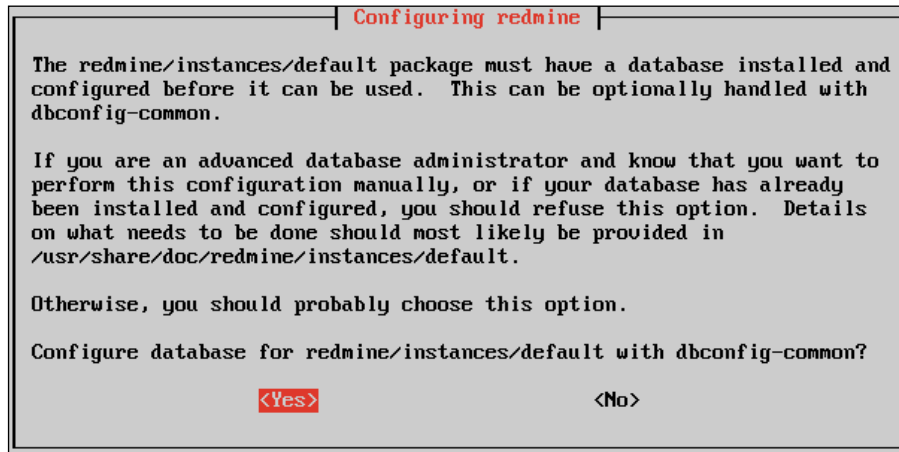 Configuring redmine
The redmine/instances/default package must have a database installed and
configured before it can be used.  This can be optionally handled with
dbconfig-common.
If you are an advanced database administrator and know that you want to
perform this configuration manually, or if your database has already
been installed and configured, you should refuse this option.  Details
on what needs to be done should most likely be provided in
/usr/share/doc/redmine/instances/default.
Otherwise, you should probably choose this option.
Configure database for redmine/instances/default with dbconfig-common?
<Yes> <No>